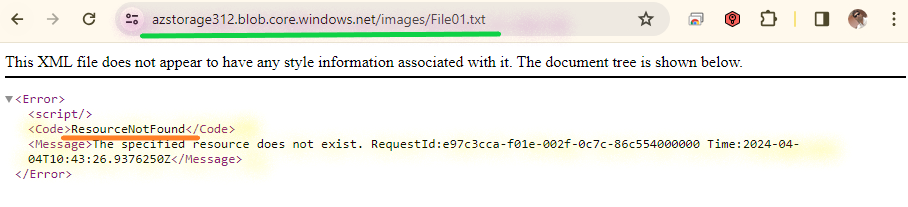 azstorage312.blob.core.windows.net/images/File01.txt
This XML file does not appear to have any style information associated with it. The document tree is shown below.
▼<Error>
<script/>
<Code>ResourceNotFound</Code>
<Message>The specified resource does not exist. RequestId:e97c3cca-f01e-002f-0c7c-86c554000000 Time:2024-04-
04T10:43:26.9376250Z</Message>
</Error>